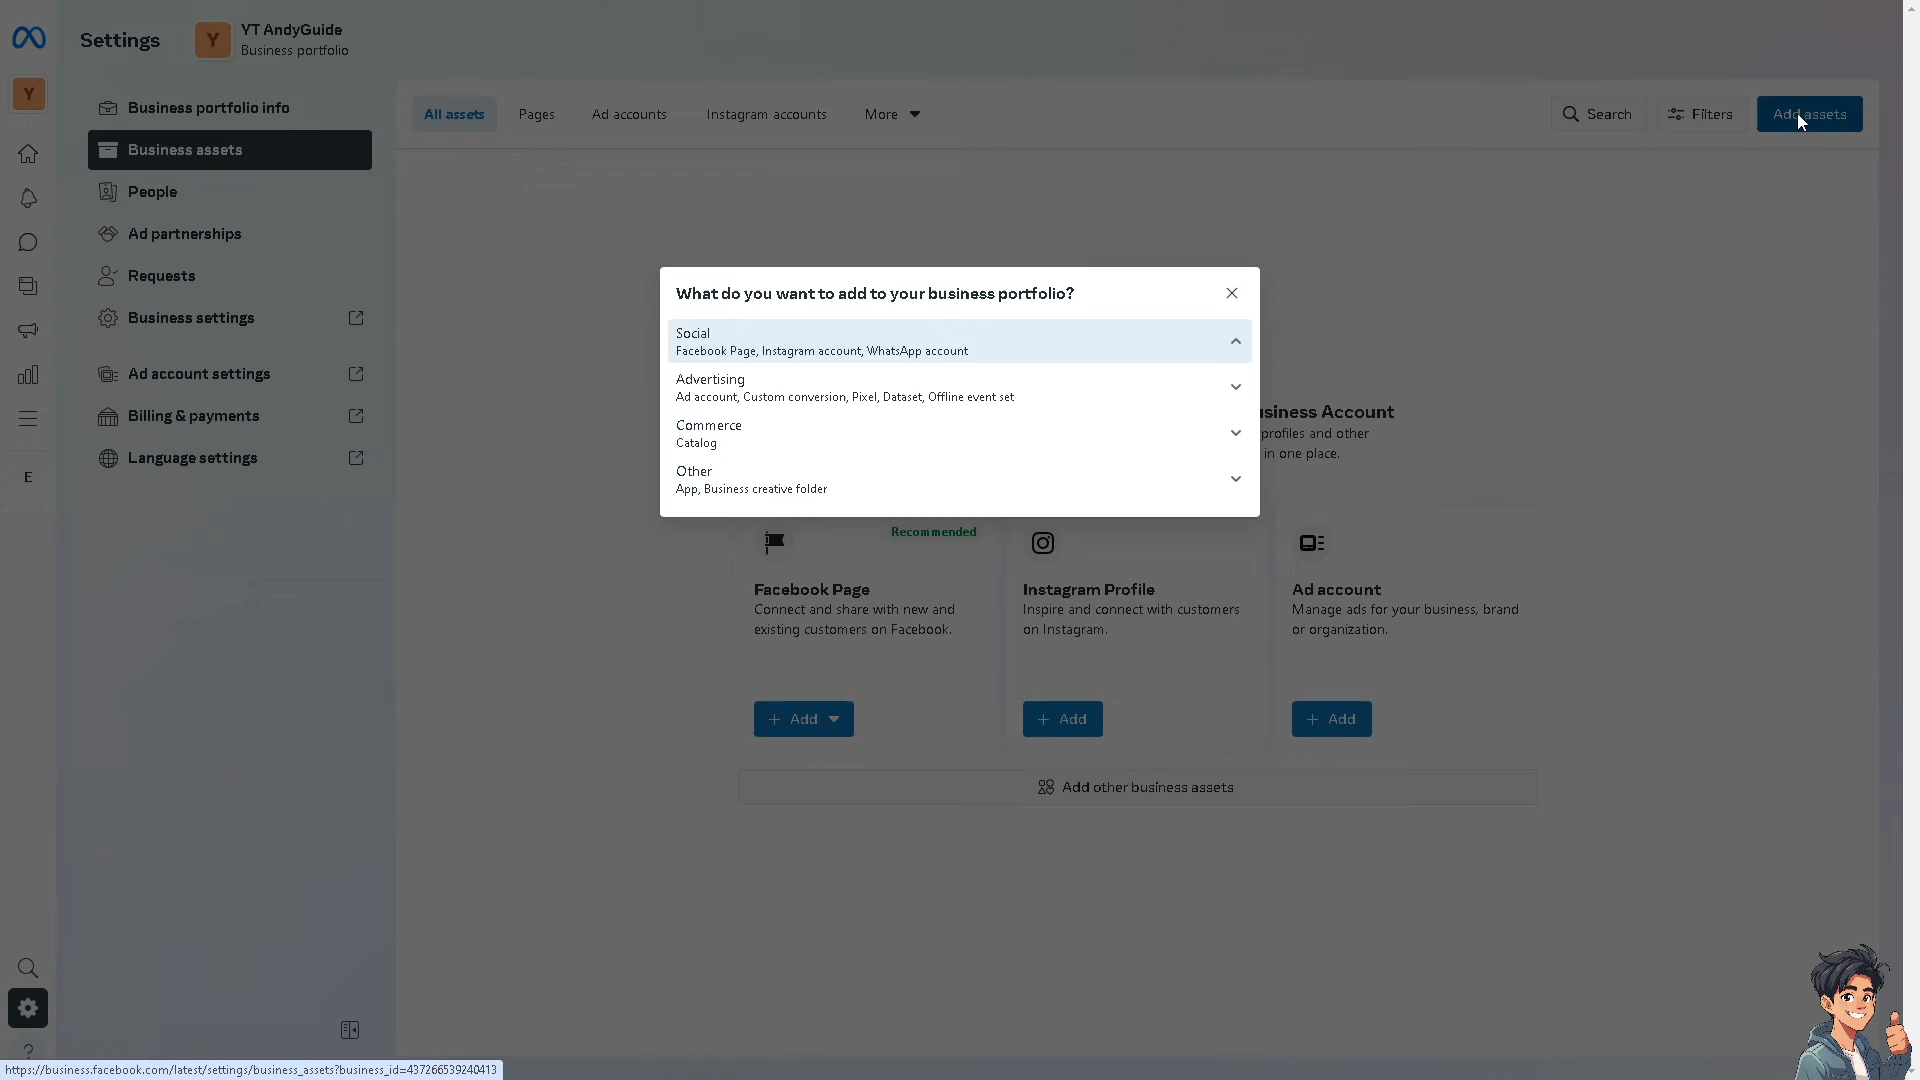 Settings
Y
YT AndyGuide
Business portfolio
Y
Business portfolio info
Business assets
People
Ad partnerships
Requests
Business settings
Ad account settings
Billing & payments
Language settings
E
?
All assets
Pages
Ad accounts
Instagram accounts
More
Search
Filters
Add assets
What do you want to add to your business portfolio?
Social
Facebook Page, Instagram account, WhatsApp account
Advertising
Ad account, Custom conversion, Pixel, Dataset, Offline event set
Commerce
Catalog
Other
App, Business creative folder
siness Account
profiles and other
in one place.
Recommended
Facebook Page
Connect and share with new and
existing customers on Facebook.
+ Add
Instagram Profile
Inspire and connect with customers
on Instagram.
+ Add
Ad account
Manage ads for your business, brand
or organization.
+ Add
Add other business assets
https://business.facebook.com/latest/settings/business_assets?business_id=437266539240413